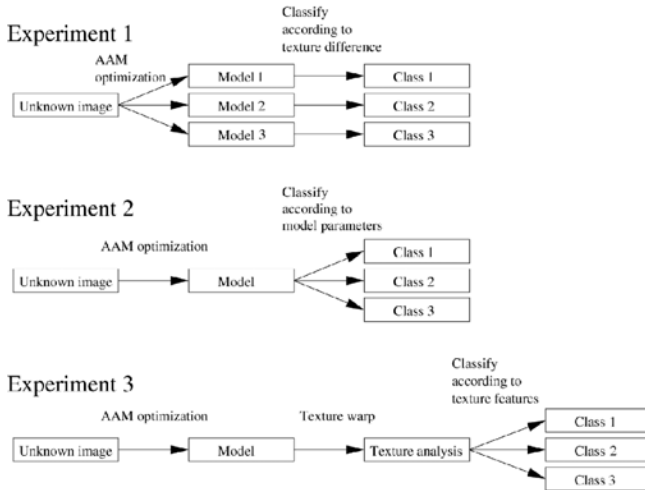 Experiment 1
Classify
according to
texture difference
AAM
optimization
Unknown image
Model 1
Class 1
Model 2
Class 2
Model 3
Class 3
Experiment 2
Classify
according to
model parameters
AAM optimization
Unknown image
Model
Class 1
Class 2
Class 3
Experiment 3
Classify
according to
texture features
AAM optimization
Texture warp
Unknown image
Model
Texture analysis
Class 1
Class 2
Class 3